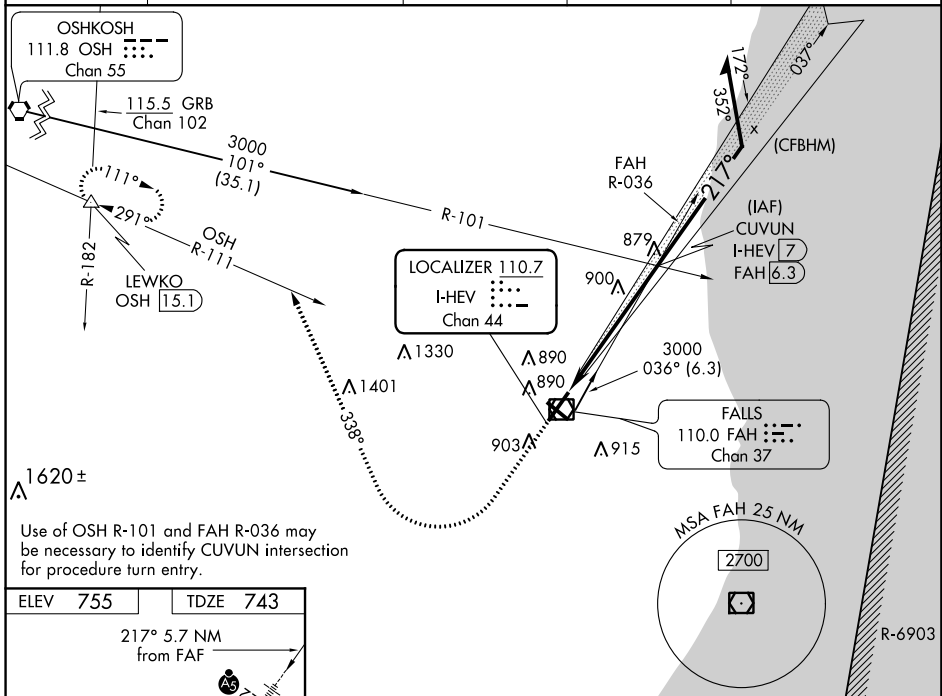 OSHKOSH
111.8 OSH
Chan 55
115.5 GRB
Chan 102
3000
101°
(35.1)
R-101
172°
352°
037°
217°
(CFBHM)
FAH
R-036
(IAF)
CUVUN
I-HEV 7
FAH 6.3
111°
291°
OSH
R-111
R-182
LEWKO
OSH 15.1
LOCALIZER 110.7
I-HEV
Chan 44
879
900
1330
890
890
1401
338°
903
915
3000
036° (6.3)
FALLS
110.0 FAH
Chan 37
1620 ±
Use of OSH R-101 and FAH R-036 may
be necessary to identify CUVUN intersection
for procedure turn entry.
MSA FAH 25 NM
2700
R-6903
ELEV 755
TDZE 743
217° 5.7 NM
from FAF
A5